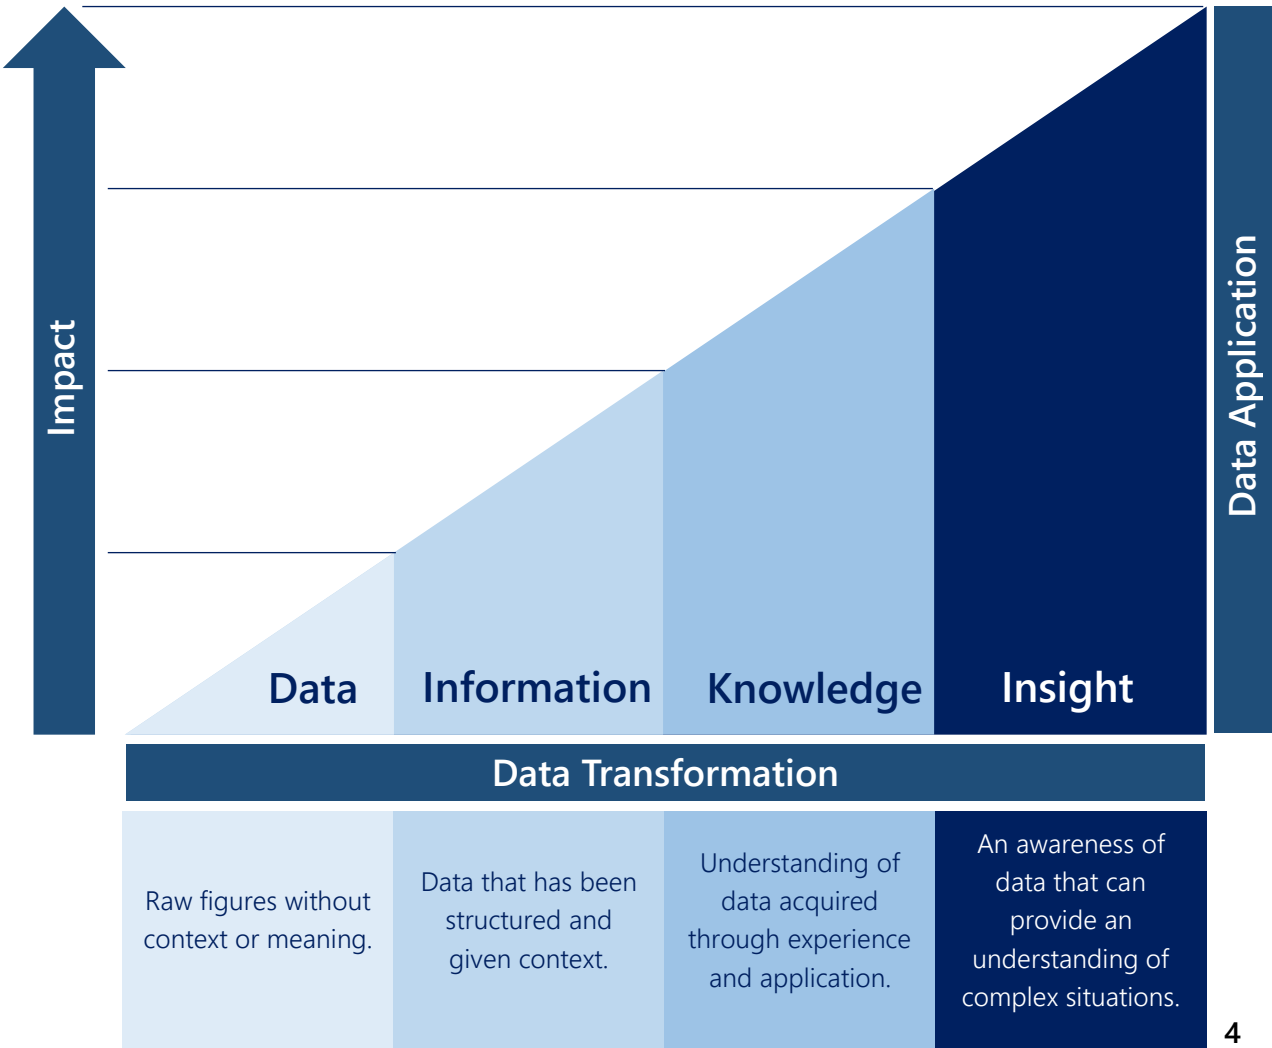 Impact
Data Application
Data
Information
Knowledge
Insight
Data Transformation
Raw figures without
context or meaning.
Data that has been
structured and
given context.
Understanding of
data acquired
through experience
and application.
An awareness of
data that can
provide an
understanding of
complex situations.
4